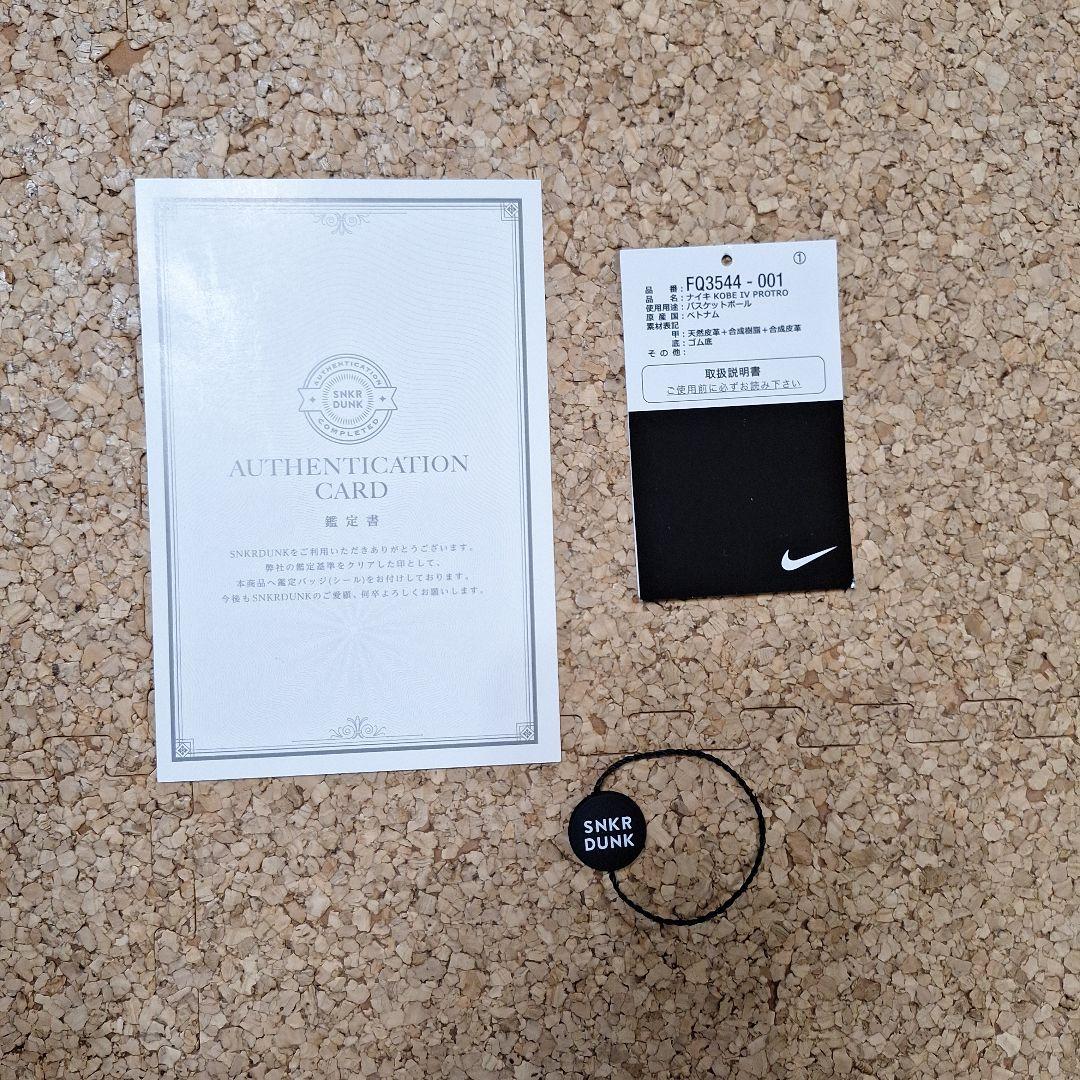 AUTHENTICATION
SNKR
DUNK
COMPLETED
AUTHENTICATION
CARD
鑑定書
SNKRDUNKをご利用いただきありがとうございます。
弊社の鑑定基準をクリアした印として、
本商品へ鑑定バッジ(シール)をお付けしております。
今後もSNKRDUNKのご愛顧、何卒よろしくお願いします。
①
品番：FQ3544-001
品名：ナイキ KOBE IV PROTRO
使用用途：バスケットボール
原産国：ベトナム
素材表記
甲：天然皮革＋合成樹脂＋合成皮革
底：ゴム底
その他：
取扱説明書
ご使用前に必ずお読み下さい
SNKR
DUNK